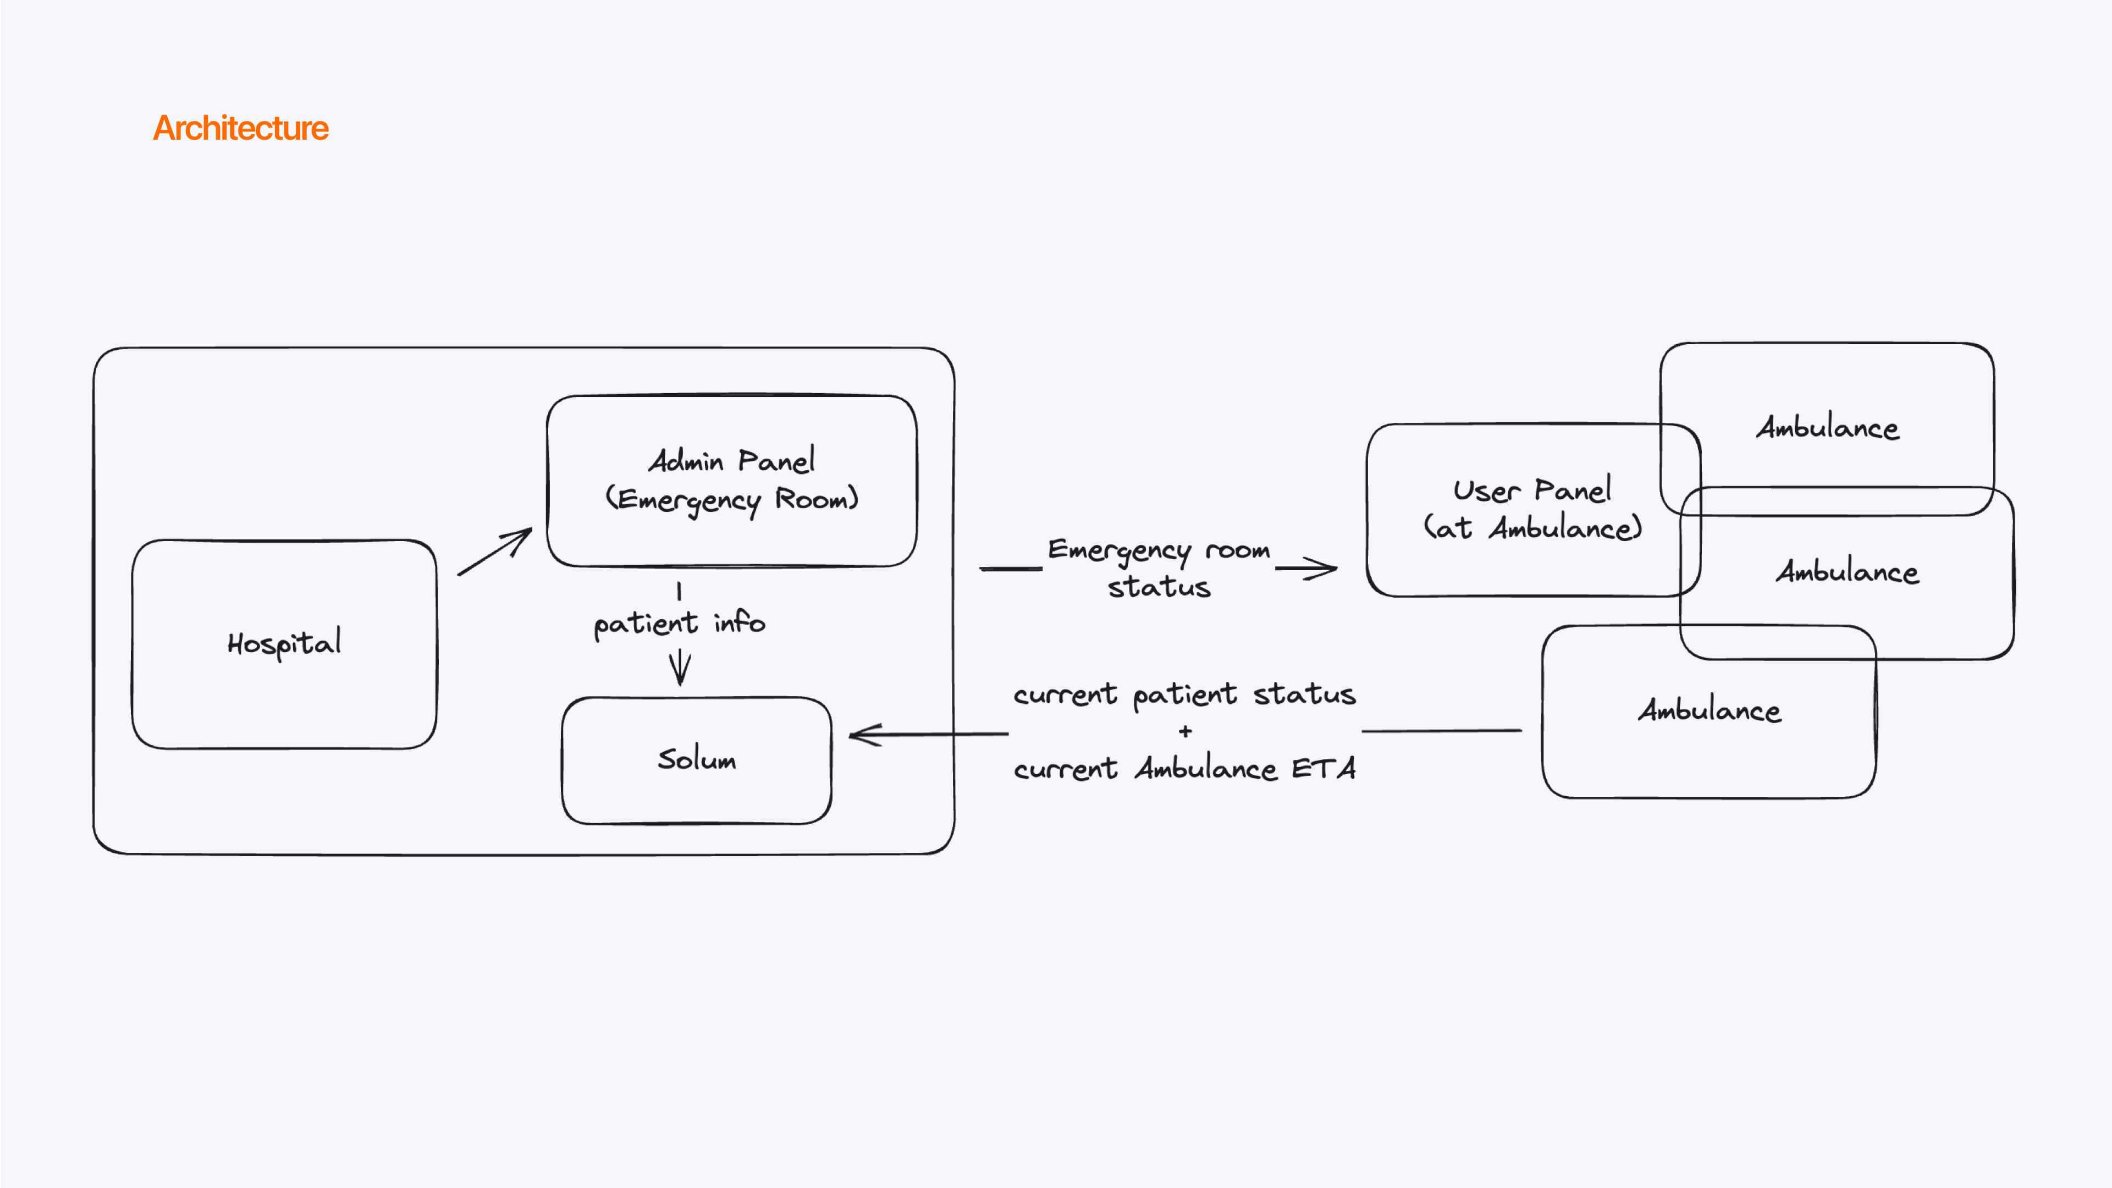 Architecture
Admin Panel
(Emergency Room)
Hospital
patient info
Solum
Emergency room
status
current patient status
+
current Ambulance ETA
User Panel
(at Ambulance)
Ambulance
Ambulance
Ambulance